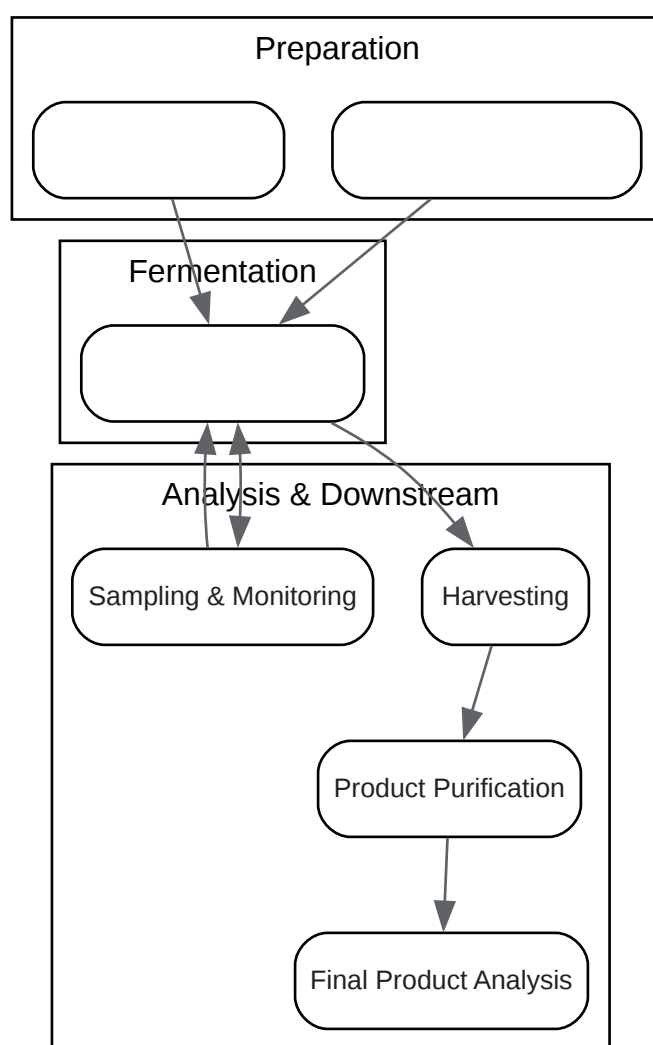 Preparation
Fermentation
Analysis & Downstream
Sampling & Monitoring
Harvesting
Product Purification
Final Product Analysis